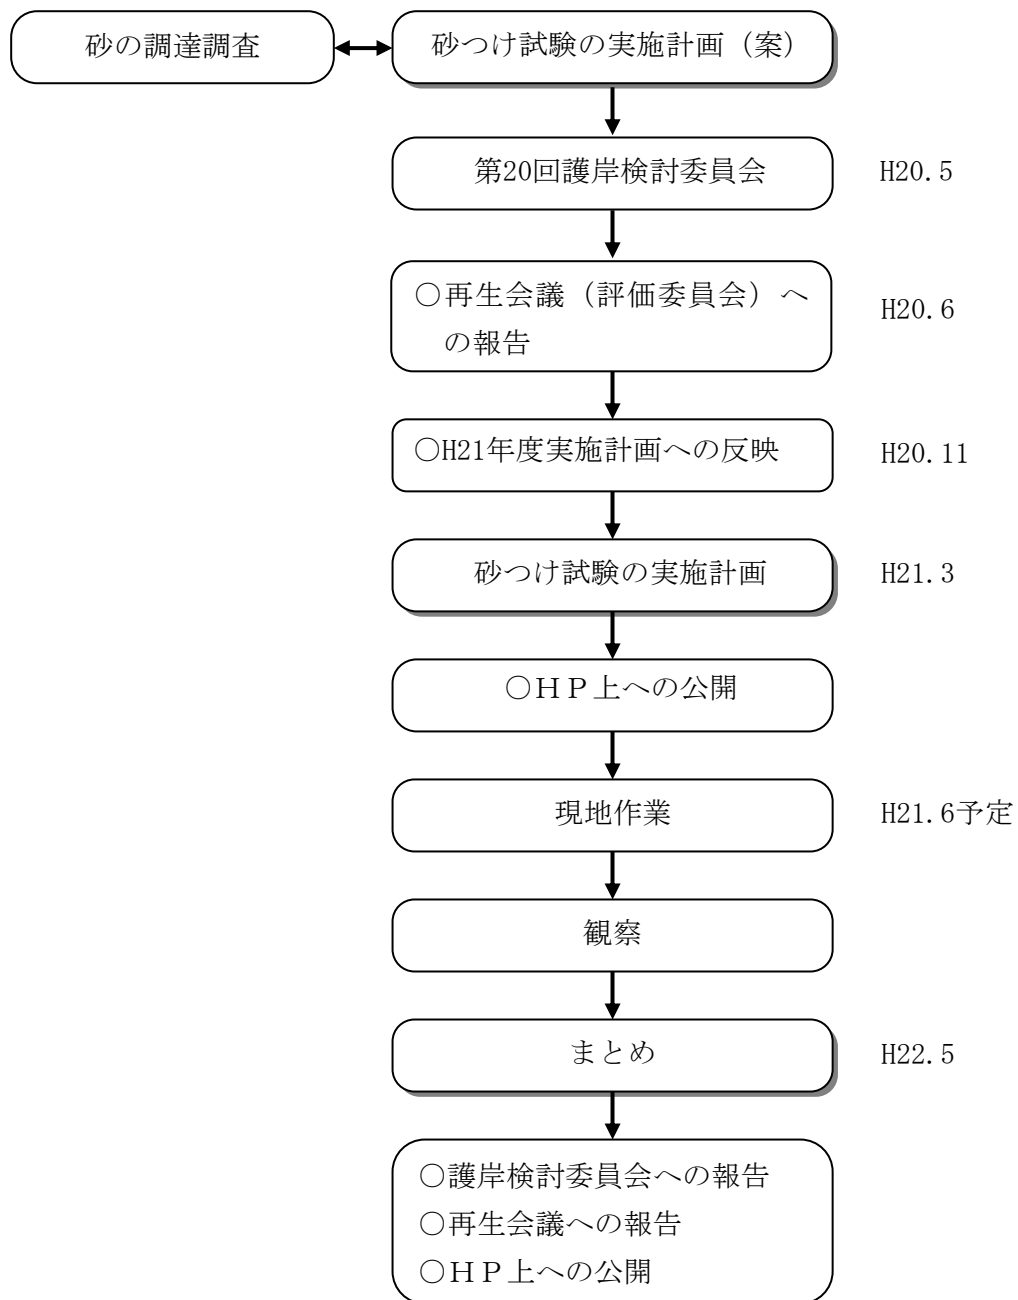 砂の調達調査
砂つけ試験の実施計画（案）
第20回護岸検討委員会
H20.5
○再生会議（評価委員会）へ
の報告
H20.6
○H21年度実施計画への反映
H20.11
砂つけ試験の実施計画
H21.3
○ＨＰ上への公開
現地作業
H21.6予定
観察
まとめ
H22.5
○護岸検討委員会への報告
○再生会議への報告
○ＨＰ上への公開